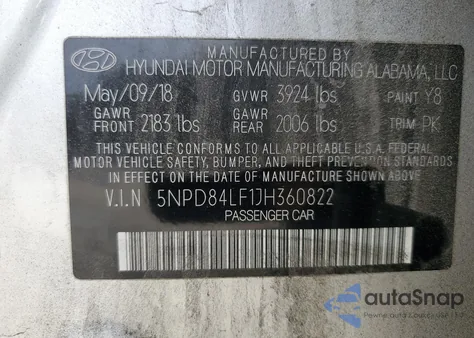 MANUFACTURED BY
HYUNDAI MOTOR MANUFACTURING ALABAMA, LLC
May/09/18 GVWR 3924 lbs PAINT Y8
GAWR FRONT 2183 lbs GAWR REAR 2006 lbs TRIM PK
THIS VEHICLE CONFORMS TO ALL APPLICABLE U.S.A FEDERAL
MOTOR VEHICLE SAFETY, BUMPER, AND THEFT PREVENTION STANDARDS
IN EFFECT ON THE DATE OF MANUFACTURE SHOWN ABOVE.
V.I.N 5NPD84LF1JH360822
PASSENGER CAR
autoSnap